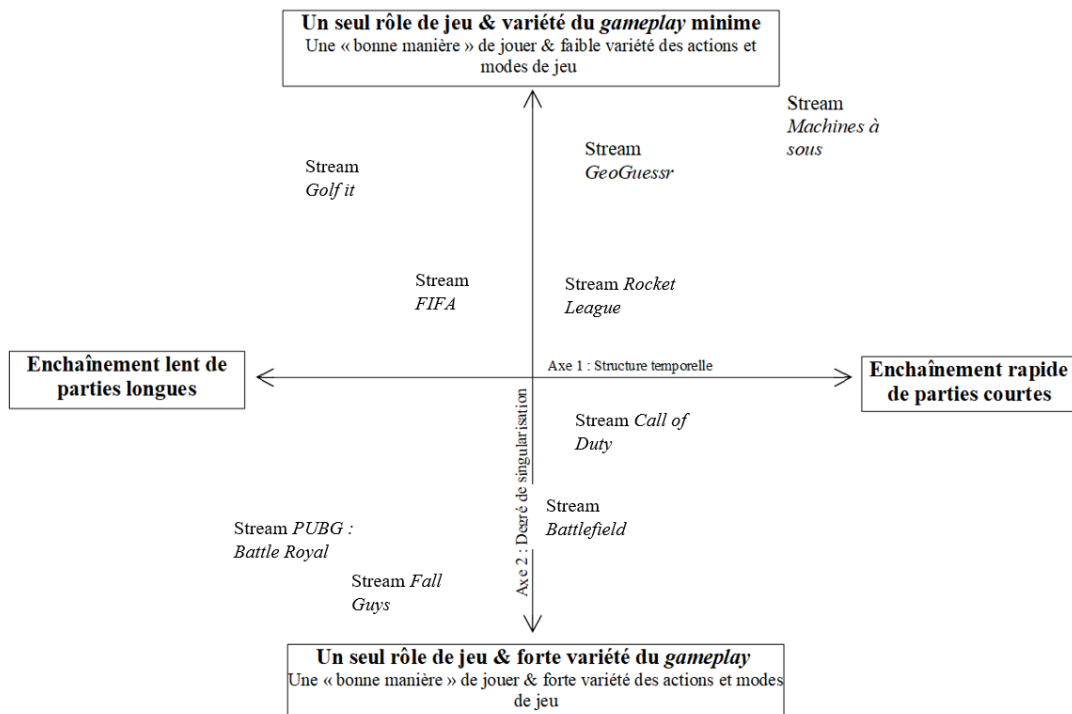 Un seul rôle de jeu & variété du gameplay minime
Une « bonne manière » de jouer & faible variété des actions et
modes de jeu
Stream
Machines à
sous
Stream
GeoGuessr
Stream
Golf it
Stream
FIFA
Stream Rocket
League
Enchaînement lent de
parties longues
Axe 1 : Structure temporelle
Enchaînement rapide
de parties courtes
Axe 2 : Degré de singularisation
Stream Call of
Duty
Stream
Battlefield
Stream PUBG :
Battle Royal
Stream Fall
Guys
Un seul rôle de jeu & forte variété du gameplay
Une « bonne manière » de jouer & forte variété des actions et modes
de jeu